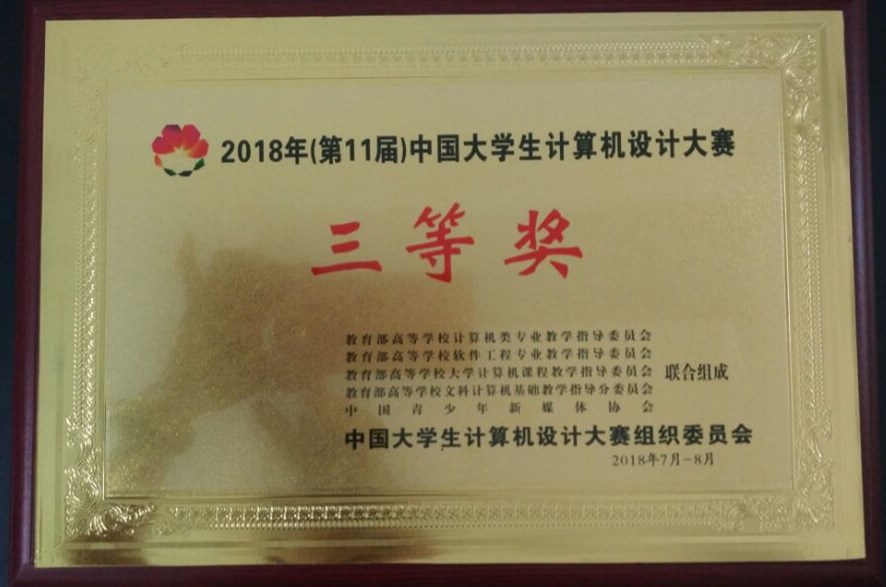 2018年(第11届)中国大学生计算机设计大赛
三等奖
教育部高等学校计算机类专业教学指导委员会
教育部高等学校软件工程专业教学指导委员会
教育部高等学校大学计算机课程教学指导委员会 联合组成
教育部高等学校文科计算机基础教学指导分委员会
中国青少年新媒体协会
中国大学生计算机设计大赛组织委员会
2018年7月-8月